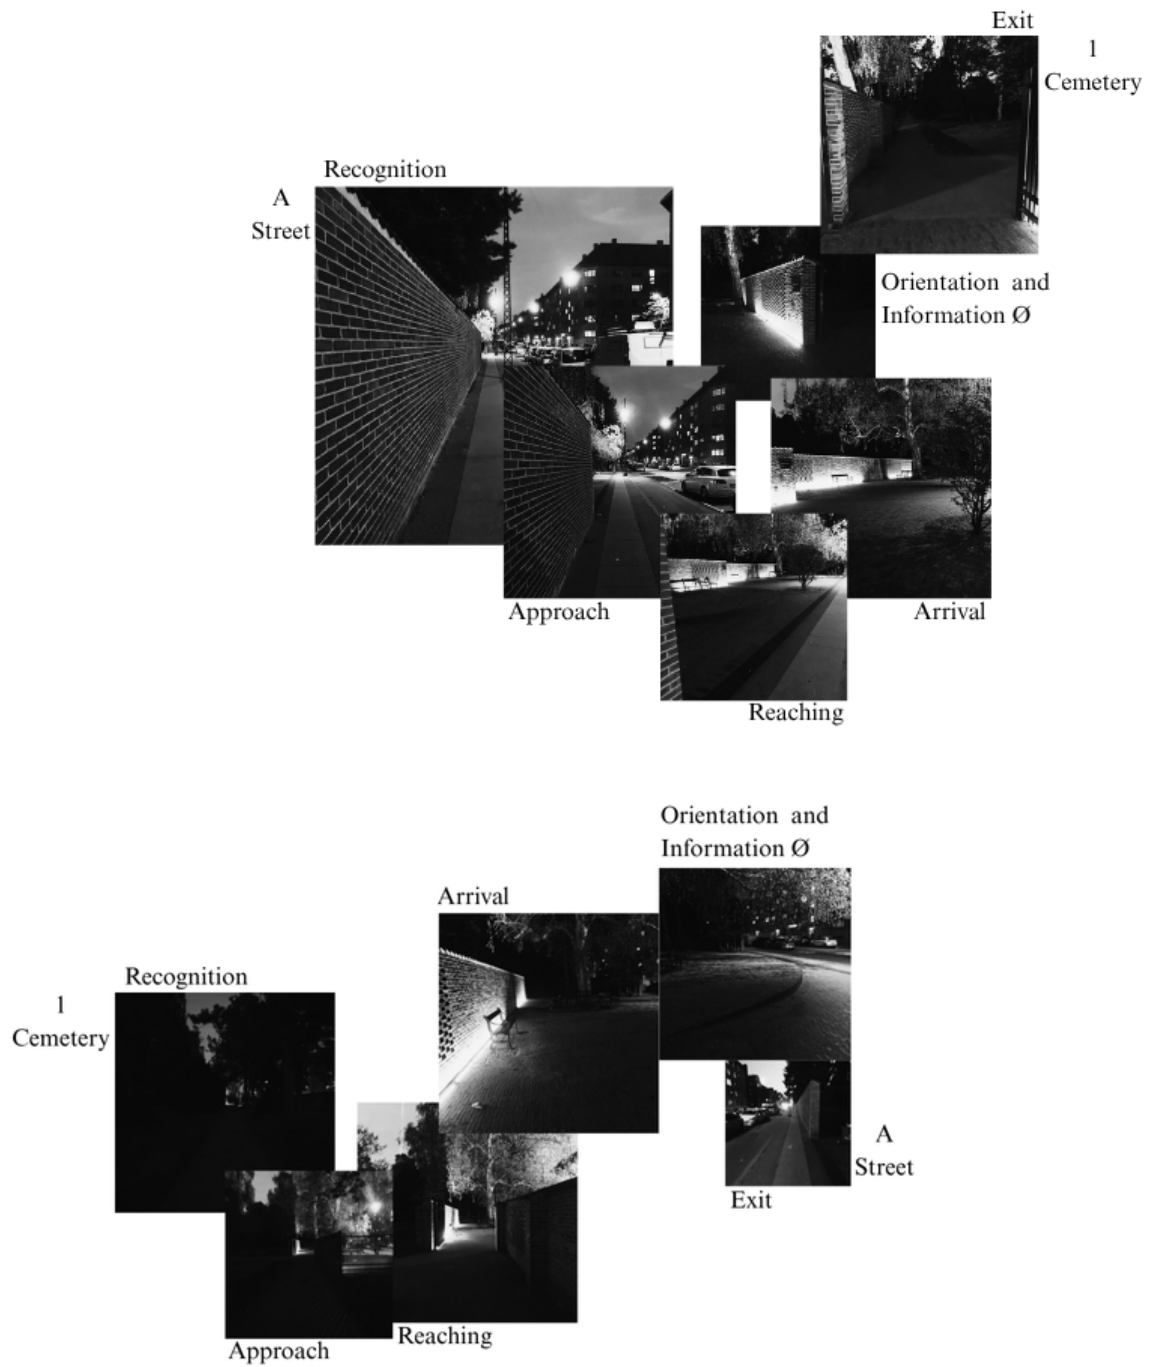 Exit
1
Cemetery
Recognition
A
Street
Orientation and
Information Ø
Approach
Arrival
Reaching
Orientation and
Information Ø
Arrival
Recognition
1
Cemetery
A
Street
Exit
Reaching
Approach